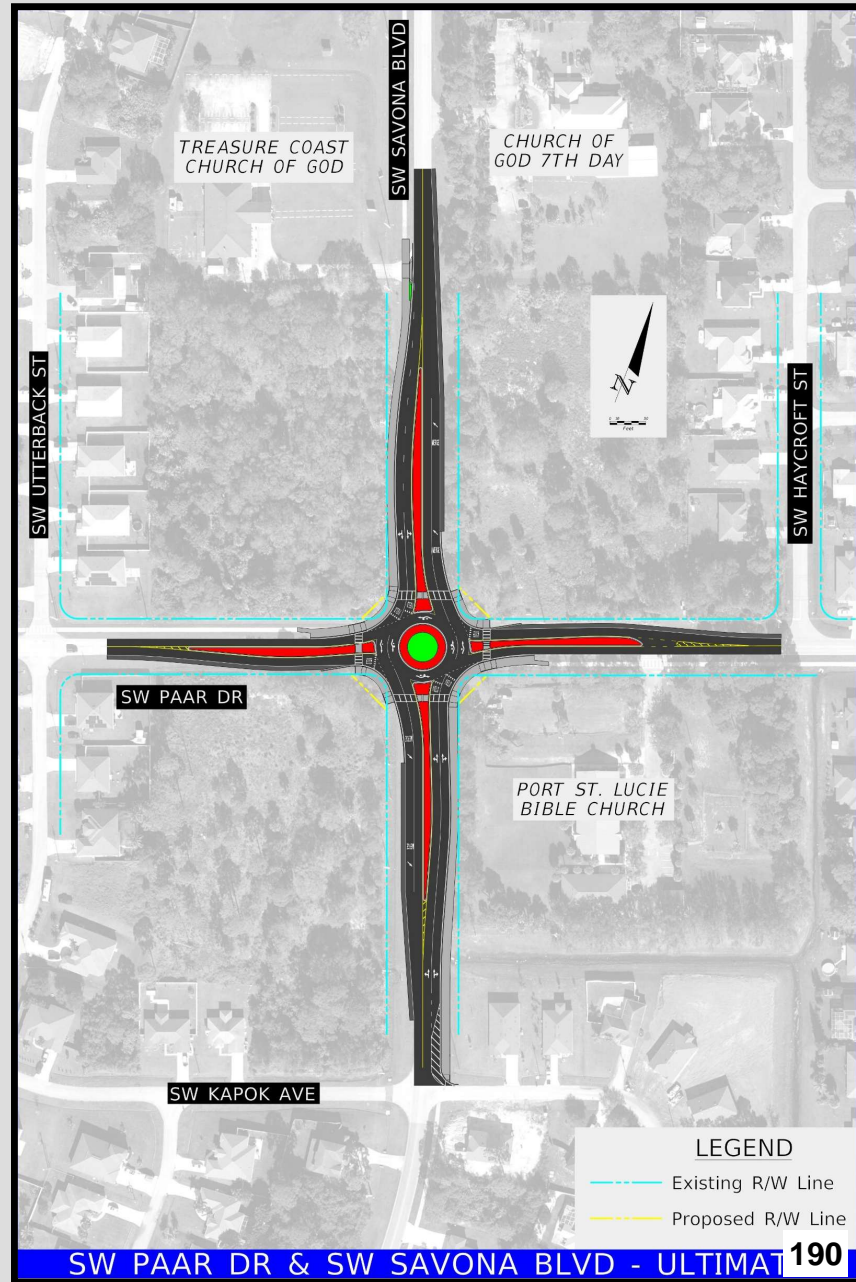 SW SAVONA BLVD
TREASURE COAST
CHURCH OF GOD
CHURCH OF
GOD 7TH DAY
N
Feet
SW UTTERBACK ST
SW HAYCROFT ST
SW PAAR DR
PORT ST. LUCIE
BIBLE CHURCH
SW KAPOK AVE
LEGEND
Existing R/W Line
Proposed R/W Line
SW PAAR DR & SW SAVONA BLVD - ULTIMAT
190